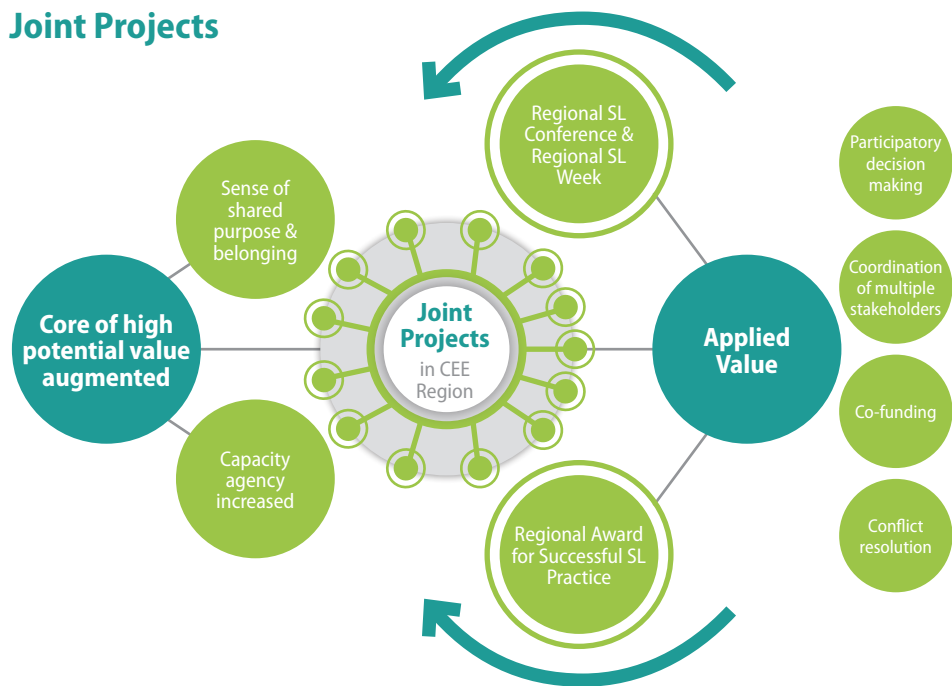 Joint Projects
Sense of
shared
purpose &
belonging
Core of high
potential value
augmented
Capacity
agency
increased
Joint
Projects
in CEE
Region
Regional SL
Conference &
Regional SL
Week
Applied
Value
Regional Award
for Successful SL
Practice
Participatory
decision
making
Coordination
of multiple
stakeholders
Co-funding
Conflict
resolution